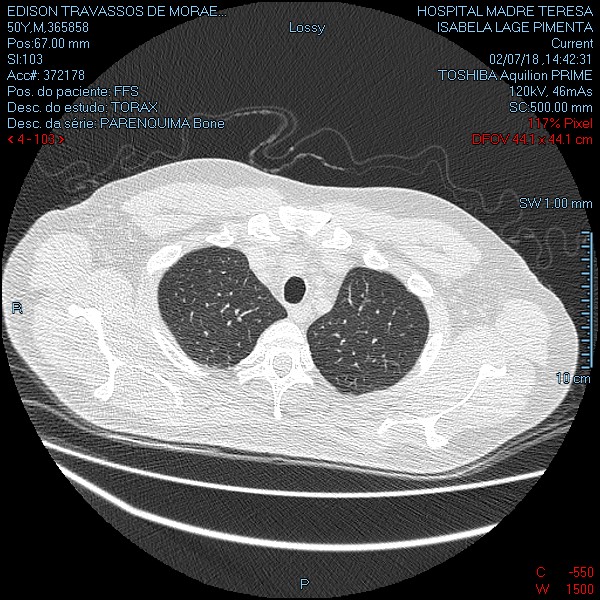 EDISON TRAVASSOS DE MORAE...
50Y,M,365858
Pos:67.00 mm
Sl:103
Acc#: 372178
Pos. do paciente: FFS
Desc. do estudo: TORAX
Desc. da série: PARENQUIMA Bone
< 4 - 103 >
Lossy
HOSPITAL MADRE TERESA
ISABELA LAGE PIMENTA
Current
02/07/18 ,14:42:31
TOSHIBA Aquilion PRIME
120kV, 46mAs
SC:500.00 mm
117% Pixel
DFOV 44.1 x 44.1 cm
SW:1.00 mm
R
10 cm
P
C -550
W 1500